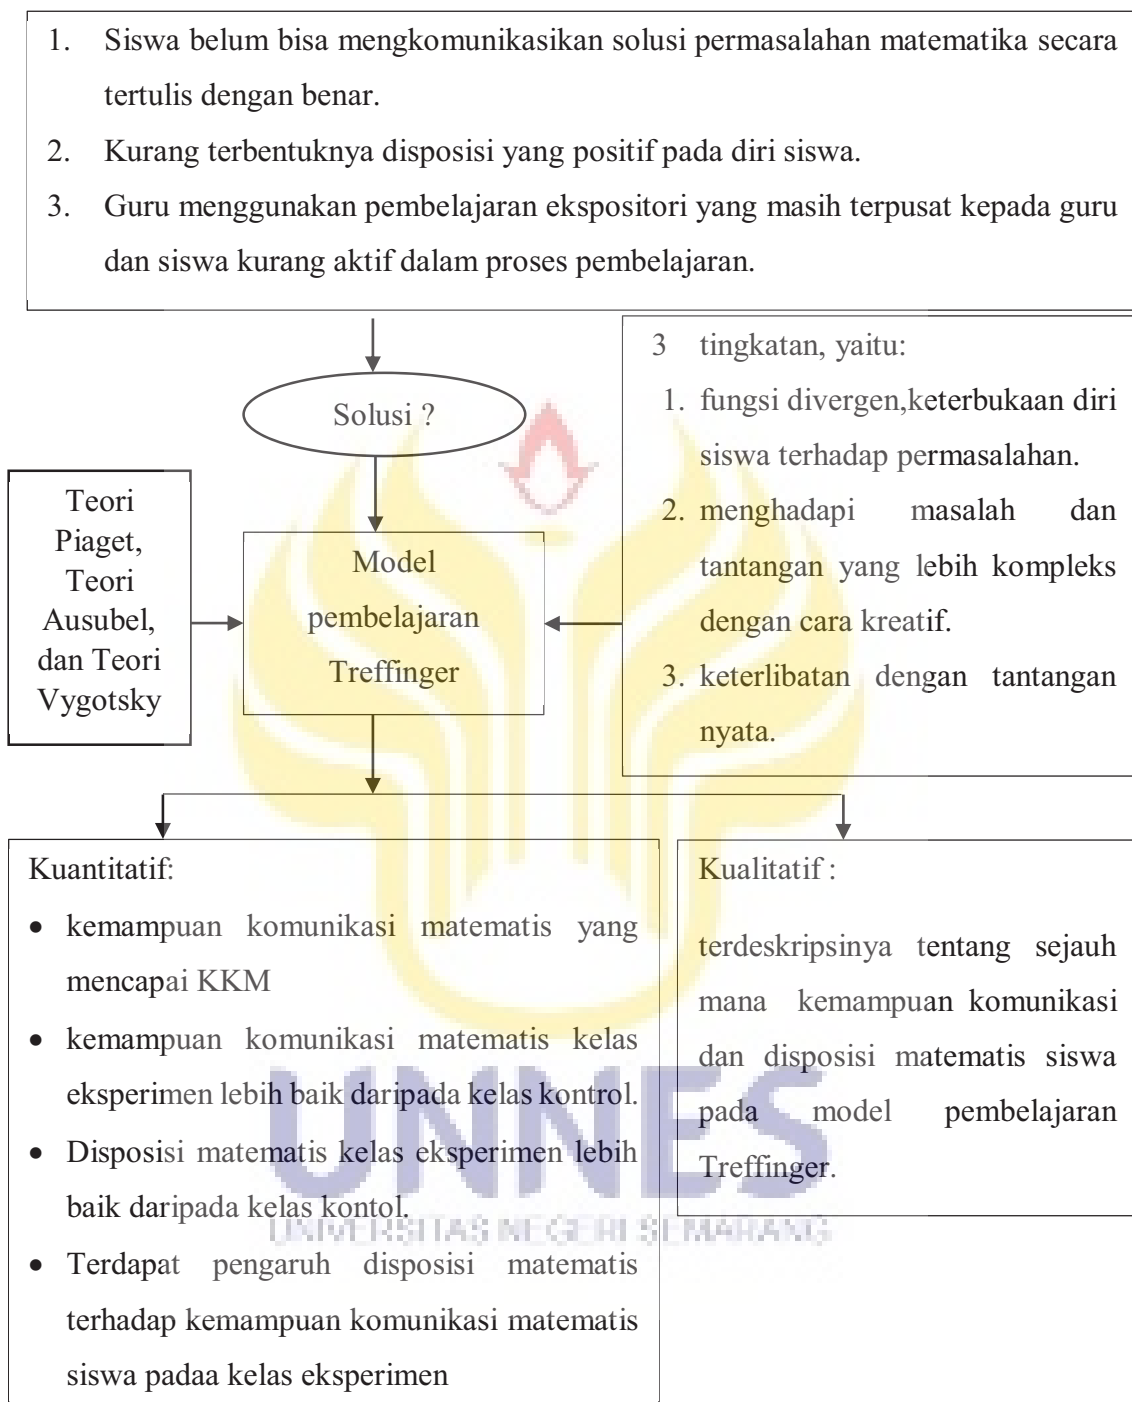 1. Siswa belum bisa mengkomunikasikan solusi permasalahan matematika secara
tertulis dengan benar.
2. Kurang terbentuknya disposisi yang positif pada diri siswa.
3. Guru menggunakan pembelajaran ekspositori yang masih terpusat kepada guru
dan siswa kurang aktif dalam proses pembelajaran.
Solusi ?
3 tingkatan, yaitu:
1. fungsi divergen,keterbukaan diri
siswa terhadap permasalahan.
2. menghadapi masalah dan
tantangan yang lebih kompleks
dengan cara kreatif.
3. keterlibatan dengan tantangan
nyata.
Teori
Piaget,
Teori
Ausubel,
dan Teori
Vygotsky
Model
pembelajaran
Treffinger
Kuantitatif:
• kemampuan komunikasi matematis yang
mencapai KKM
• kemampuan komunikasi matematis kelas
eksperimen lebih baik daripada kelas kontrol.
• Disposisi matematis kelas eksperimen lebih
baik daripada kelas kontol.
• Terdapat pengaruh disposisi matematis
terhadap kemampuan komunikasi matematis
siswa padaa kelas eksperimen
Kualitatif :
terdeskripsinya tentang sejauh
mana kemampuan komunikasi
dan disposisi matematis siswa
pada model pembelajaran
Treffinger.
UNNES
UNIVERSITAS NEGERI SEMARANG